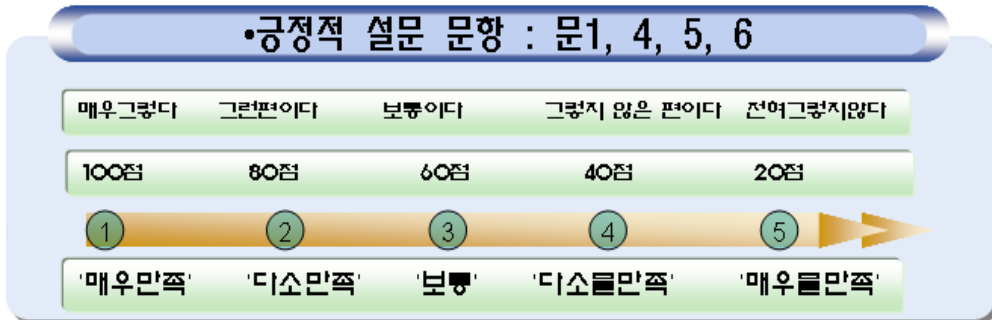 •긍정적 설문 문항 : 문1, 4, 5, 6
매우그렇다 그런편이다 보통이다 그렇지 않은 편이다 전혀그렇지않다
100점 80점 60점 40점 20점
1 2 3 4 5
'매우만족' '다소만족' '보통' '다소불만족' '매우불만족'